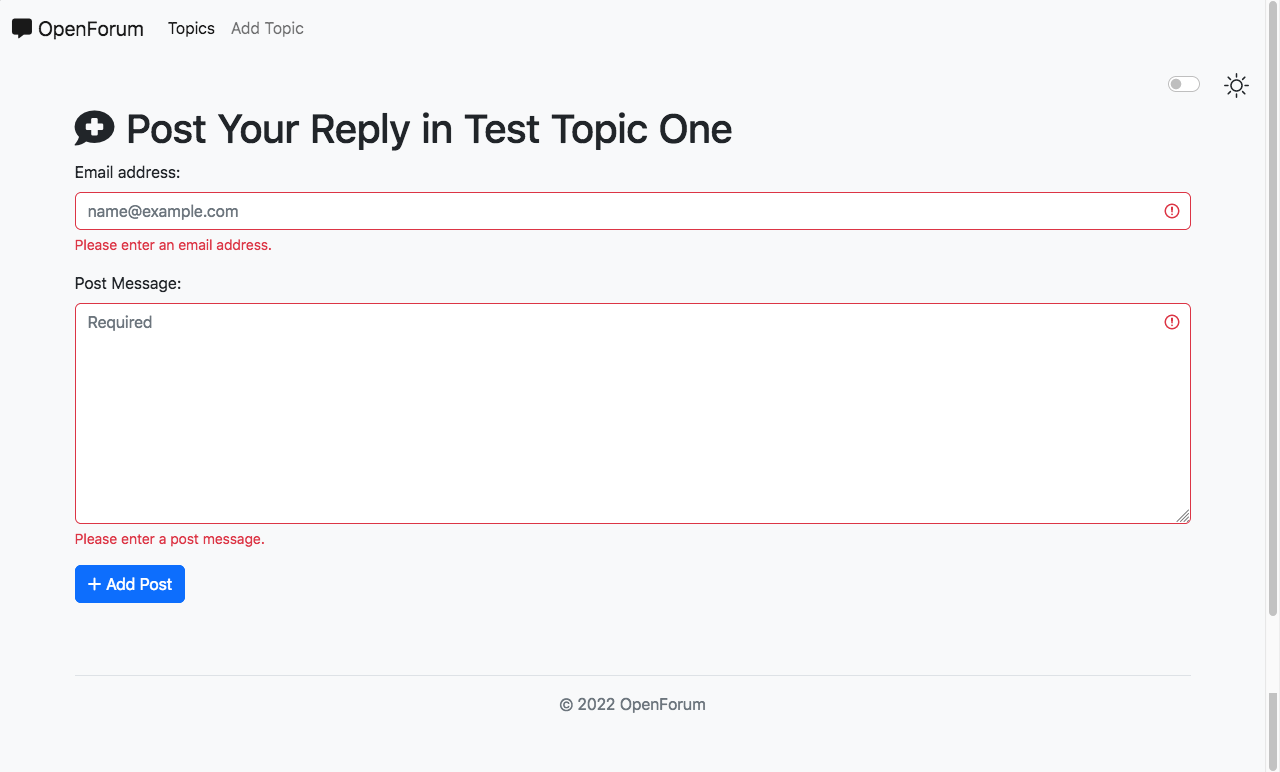 OpenForum Topics Add Topic
Post Your Reply in Test Topic One
Email address:
name@example.com
Please enter an email address.
Post Message:
Required
Please enter a post message.
+ Add Post
© 2022 OpenForum